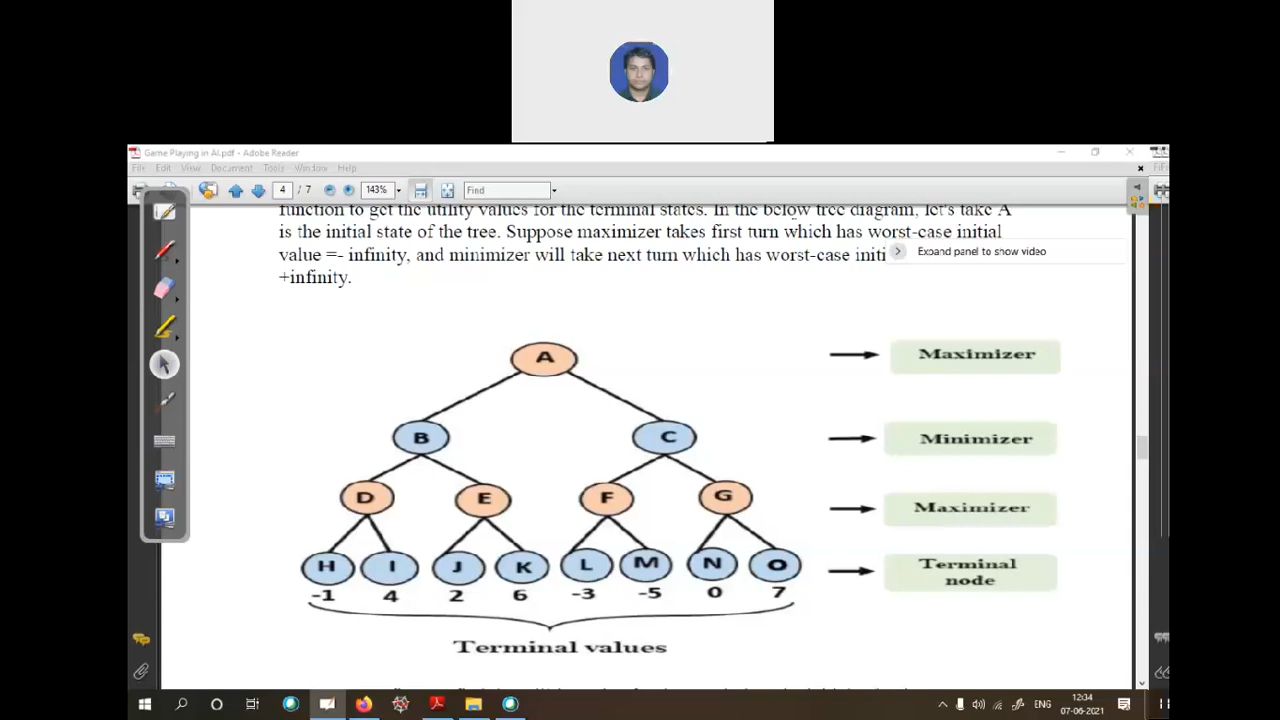 Game Playing in AI.pdf - Adobe Reader
File Edit View Document Tools Window Help
4 / 7 143% Find
function to get the utility values for the terminal states. In the below tree diagram, let's take A
is the initial state of the tree. Suppose maximizer takes first turn which has worst-case initial
value =- infinity, and minimizer will take next turn which has worst-case initi
Expand panel to show video
+infinity.
A Maximizer
B C Minimizer
D E F G Maximizer
H I J K L M N O Terminal
node
-1 4 2 6 -3 -5 0 7
Terminal values
ENG
12:34
07-06-2021